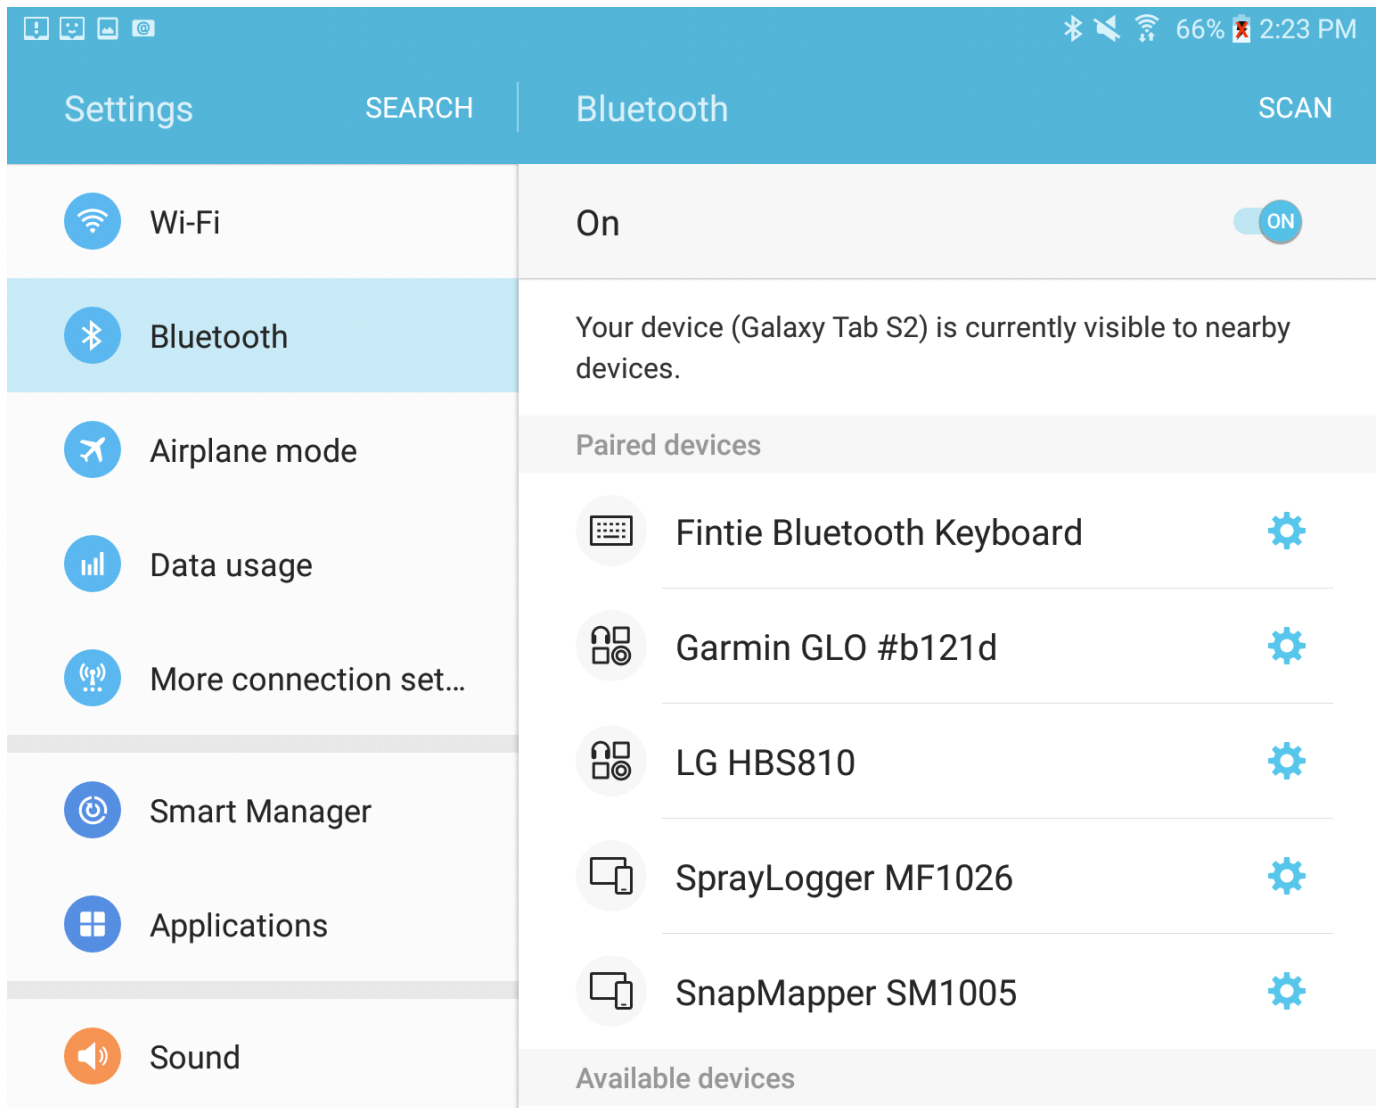 66% 2:23 PM
Settings SEARCH
Bluetooth SCAN
Wi-Fi
Bluetooth
Airplane mode
Data usage
More connection set...
Smart Manager
Applications
Sound
On ON
Your device (Galaxy Tab S2) is currently visible to nearby
devices.
Paired devices
Fintie Bluetooth Keyboard
Garmin GLO #b121d
LG HBS810
SprayLogger MF1026
SnapMapper SM1005
Available devices